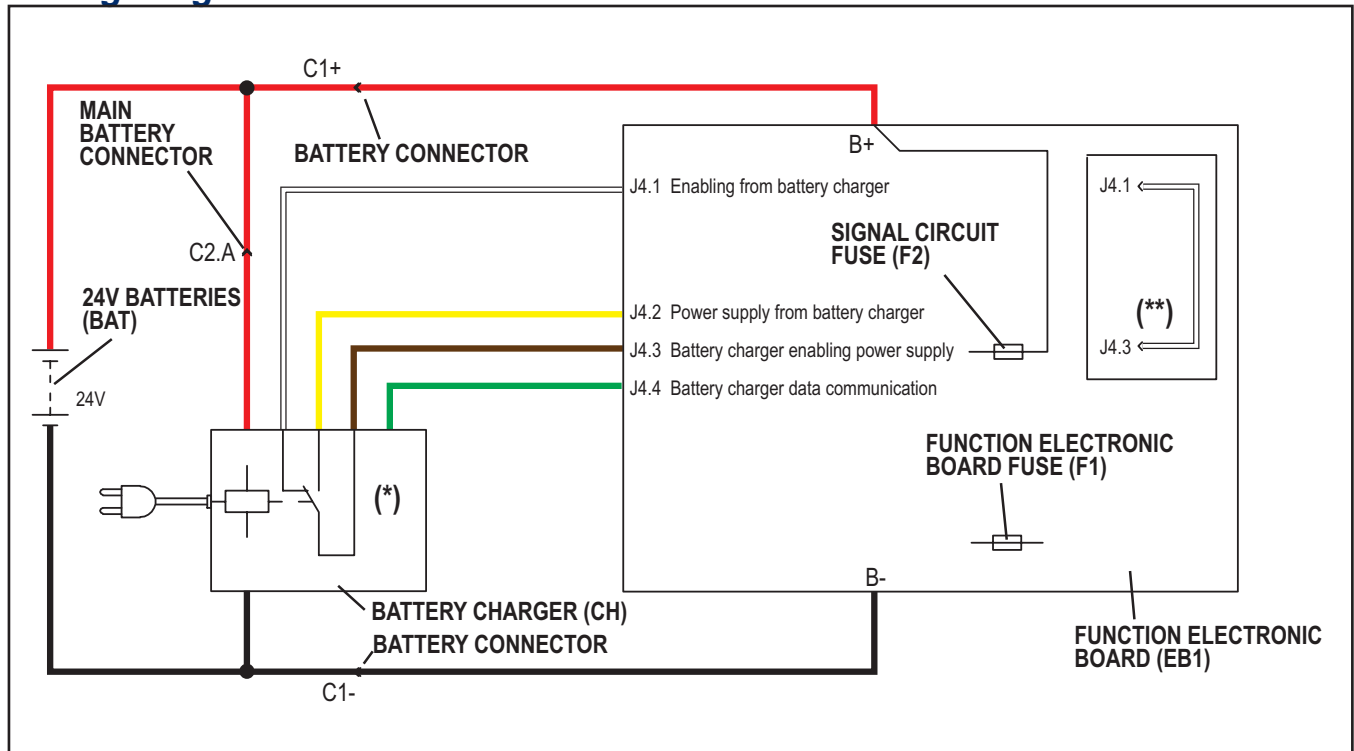 C1+
MAIN
BATTERY
CONNECTOR
BATTERY CONNECTOR
B+
J4.1 Enabling from battery charger
J4.1
SIGNAL CIRCUIT
FUSE (F2)
C2.A
24V BATTERIES
(BAT)
J4.2 Power supply from battery charger
(**)
J4.3 Battery charger enabling power supply
J4.3
24V
J4.4 Battery charger data communication
FUNCTION ELECTRONIC
BOARD FUSE (F1)
(*)
B-
BATTERY CHARGER (CH)
BATTERY CONNECTOR
FUNCTION ELECTRONIC
BOARD (EB1)
C1-